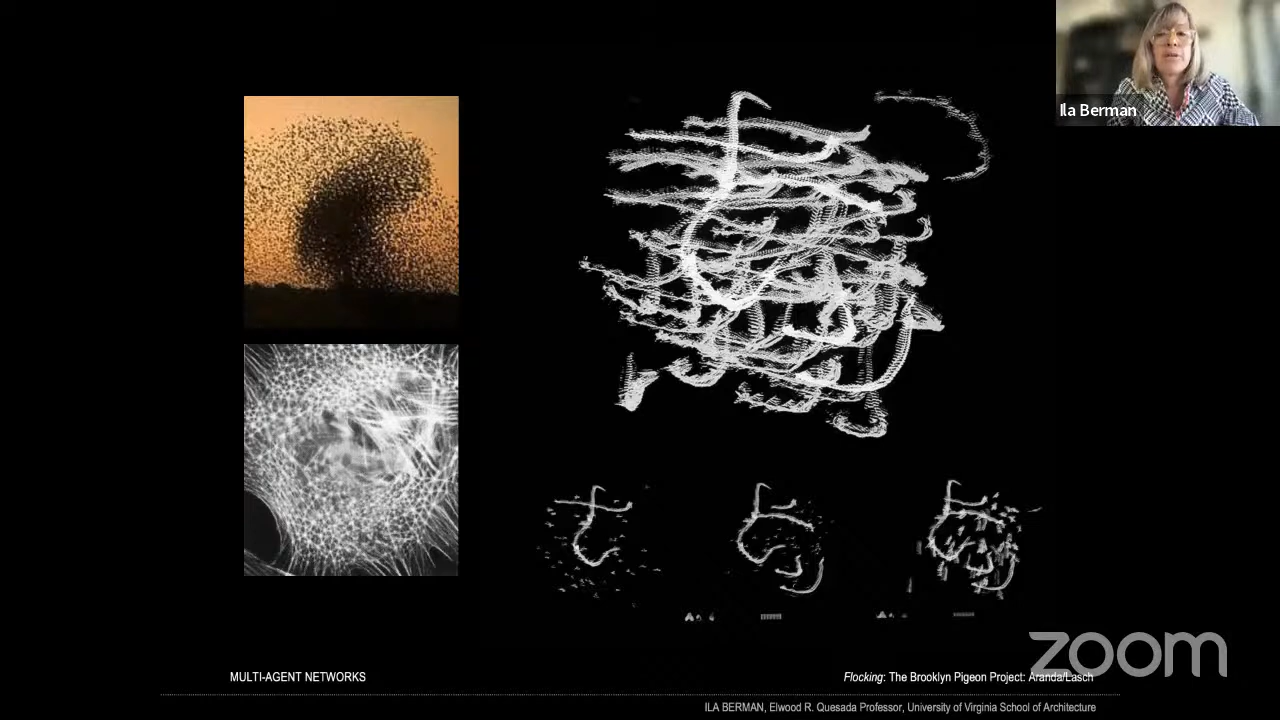 Ila Berman
zoom
MULTI-AGENT NETWORKS
Flocking: The Brooklyn Pigeon Project: Aranda/Lasch
ILA BERMAN, Elwood R. Quesada Professor, University of Virginia School of Architecture